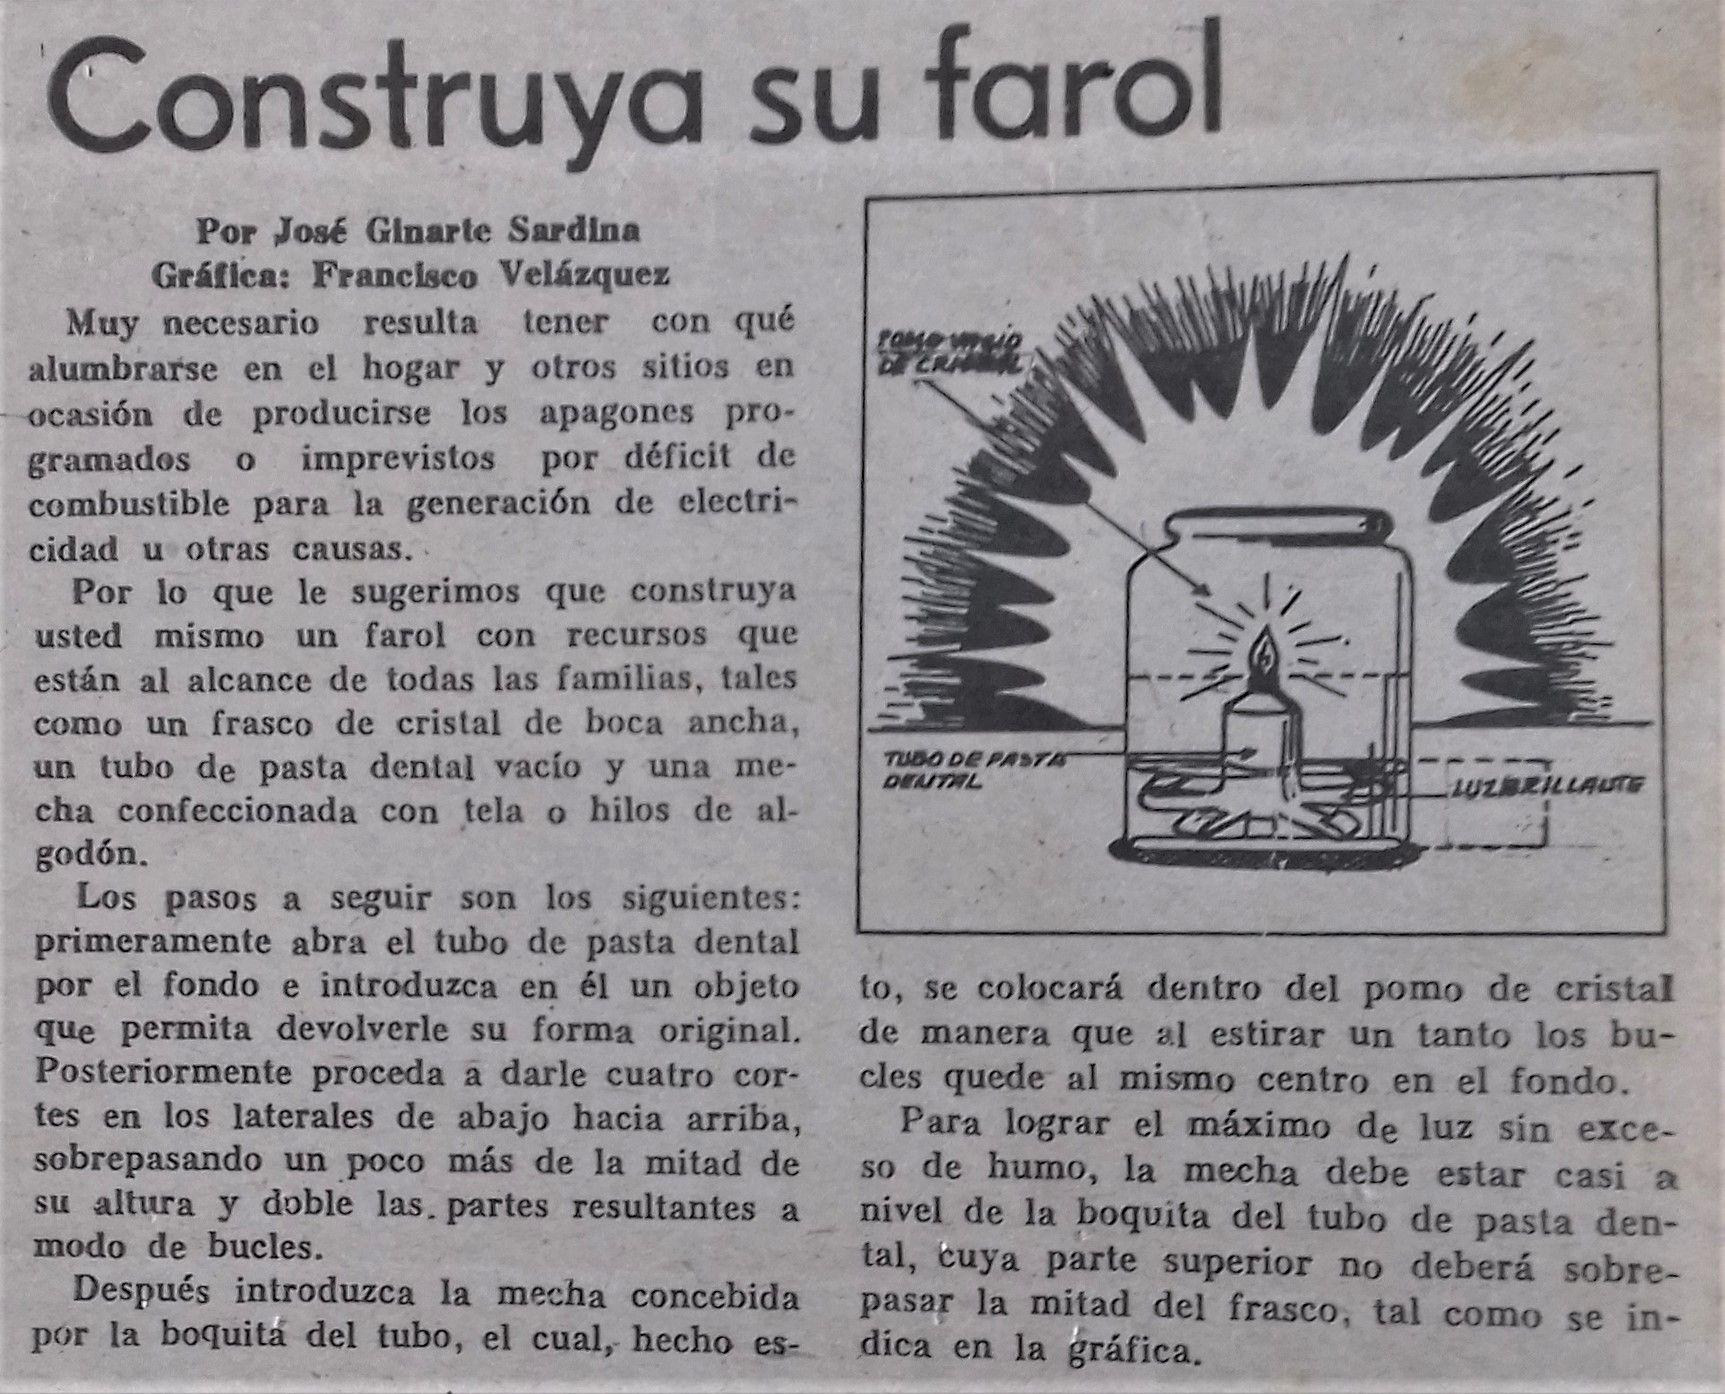 Construya su farol
Por José Ginarte Sardina
Gráfica: Francisco Velázquez
Muy necesario resulta tener con qué
alumbrarse en el hogar y otros sitios en
ocasión de producirse los apagones pro-
gramados o imprevistos por déficit de
combustible para la generación de electri-
cidad u otras causas.
Por lo que le sugerimos que construya
usted mismo un farol con recursos que
están al alcance de todas las familias, tales
como un frasco de cristal de boca ancha,
un tubo de pasta dental vacío y una me-
cha confeccionada con tela o hilos de al-
godón.
Los pasos a seguir son los siguientes:
primeramente abra el tubo de pasta dental
por el fondo e introduzca en él un objeto
que permita devolverle su forma original.
Posteriormente proceda a darle cuatro cor-
tes en los laterales de abajo hacia arriba,
sobrepasando un poco más de la mitad de
su altura y doble las partes resultantes a
modo de bucles.
Después introduzca la mecha concebida
por la boquita del tubo, el cual, hecho es-
POMO VACIO
DE CRISTAL
TUBO DE PASTA
DENTAL
LUZBRILLANTE
to, se colocará dentro del pomo de cristal
de manera que al estirar un tanto los bu-
cles quede al mismo centro en el fondo.
Para lograr el máximo de luz sin exce-
so de humo, la mecha debe estar casi a
nivel de la boquita del tubo de pasta den-
tal, cuya parte superior no deberá sobre-
pasar la mitad del frasco, tal como se in-
dica en la gráfica.